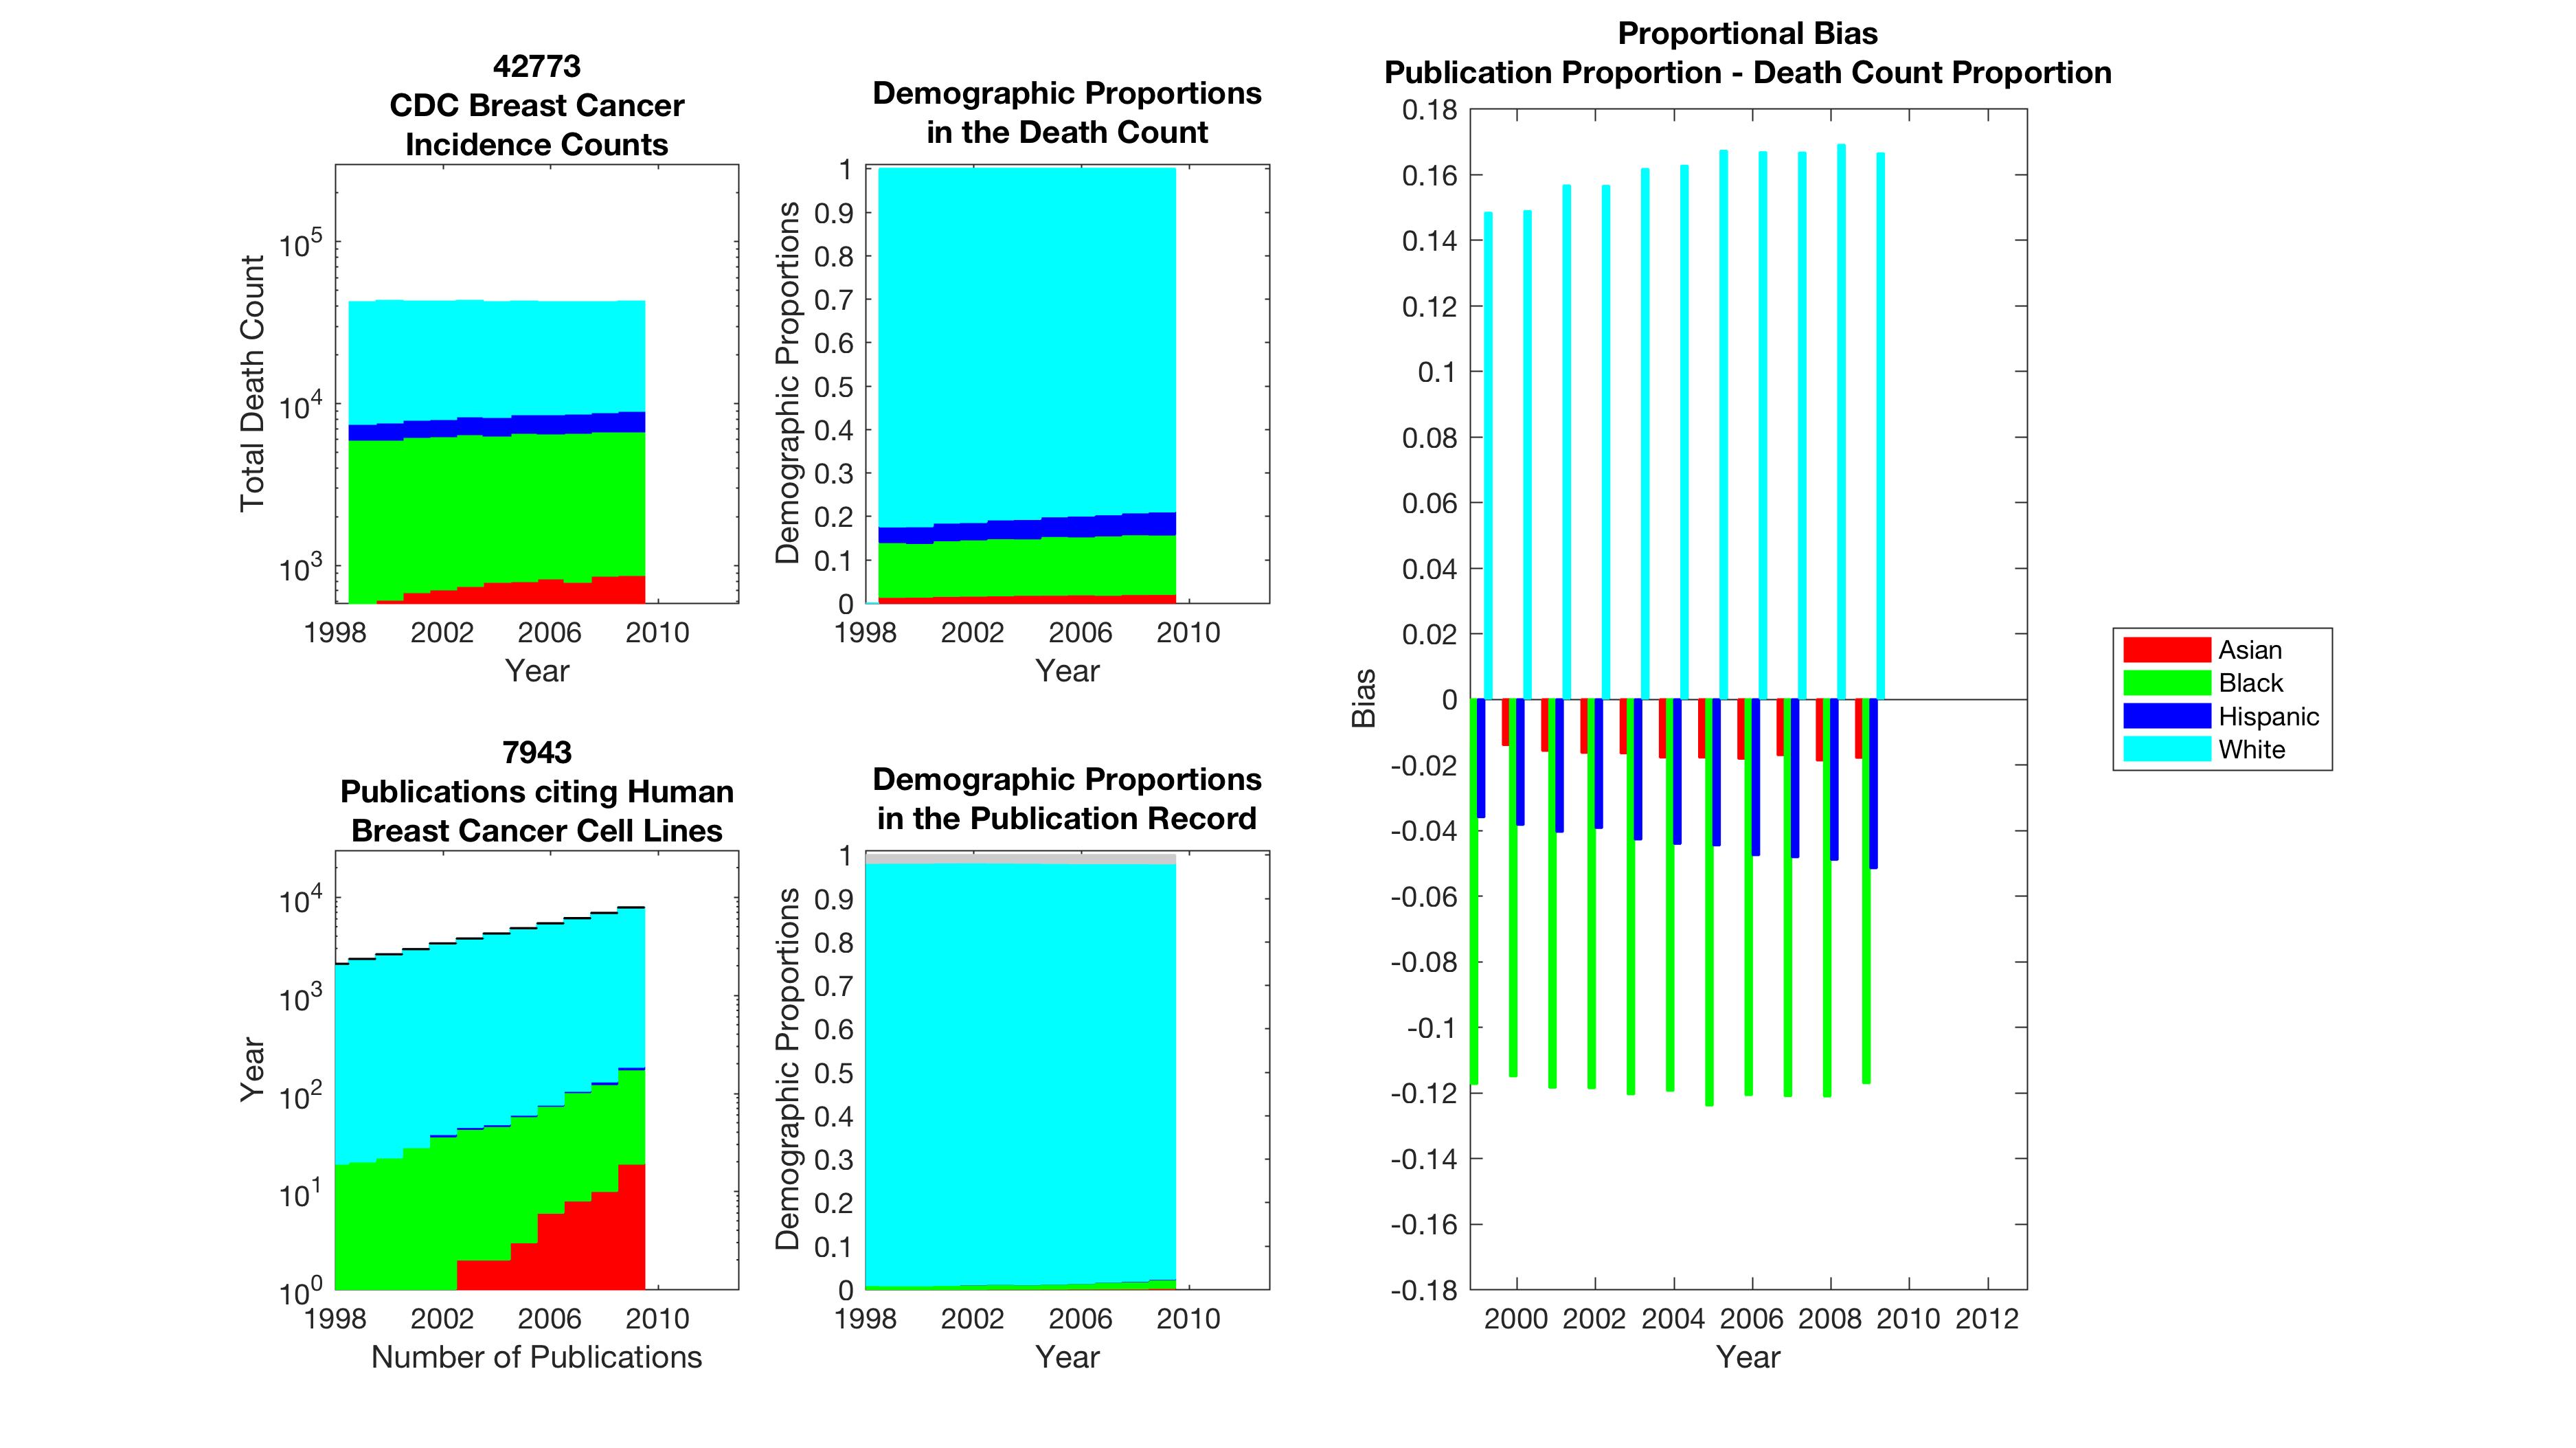 42773
CDC Breast Cancer
Incidence Counts
Total Death Count
10^5
10^4
10^3
1998 2002 2006 2010
Year
Demographic Proportions
in the Death Count
Demographic Proportions
1
0.9
0.8
0.7
0.6
0.5
0.4
0.3
0.2
0.1
0
1998 2002 2006 2010
Year
7943
Publications citing Human
Breast Cancer Cell Lines
Year
10^4
10^3
10^2
10^1
10^0
1998 2002 2006 2010
Number of Publications
Demographic Proportions
in the Publication Record
Demographic Proportions
1
0.9
0.8
0.7
0.6
0.5
0.4
0.3
0.2
0.1
0
1998 2002 2006 2010
Year
Proportional Bias
Publication Proportion - Death Count Proportion
Bias
0.18
0.16
0.14
0.12
0.1
0.08
0.06
0.04
0.02
0
-0.02
-0.04
-0.06
-0.08
-0.1
-0.12
-0.14
-0.16
-0.18
2000 2002 2004 2006 2008 2010 2012
Year
Asian
Black
Hispanic
White